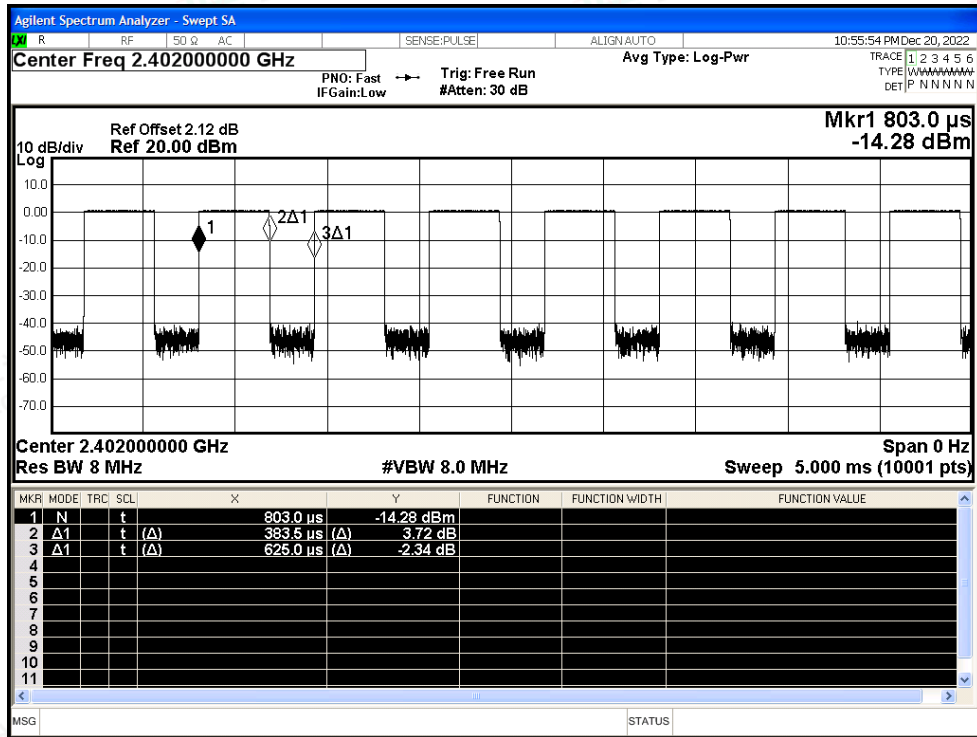 Agilent Spectrum Analyzer - Swept SA
LXI R RF 50 Ω AC SENSE:PULSE ALIGN AUTO 10:55:54 PM Dec 20, 2022
Center Freq 2.402000000 GHz Avg Type: Log-Pwr TRACE 1 2 3 4 5 6
PNO: Fast Trig: Free Run TYPE WWWWWW
IFGain:Low #Atten: 30 dB DET P N N N N N
Mkr1 803.0 µs
-14.28 dBm
Ref Offset 2.12 dB
10 dB/div Ref 20.00 dBm
Log
10.0
0.00
-10.0
-20.0
-30.0
-40.0
-50.0
-60.0
-70.0
1 2Δ1 3Δ1
Center 2.402000000 GHz Span 0 Hz
Res BW 8 MHz #VBW 8.0 MHz Sweep 5.000 ms (10001 pts)
MKR MODE TRC SCL X Y FUNCTION FUNCTION WIDTH FUNCTION VALUE
1 N t 803.0 µs -14.28 dBm
2 Δ1 t (Δ) 383.5 µs (Δ) 3.72 dB
3 Δ1 t (Δ) 625.0 µs (Δ) -2.34 dB
4
5
6
7
8
9
10
11
MSG STATUS